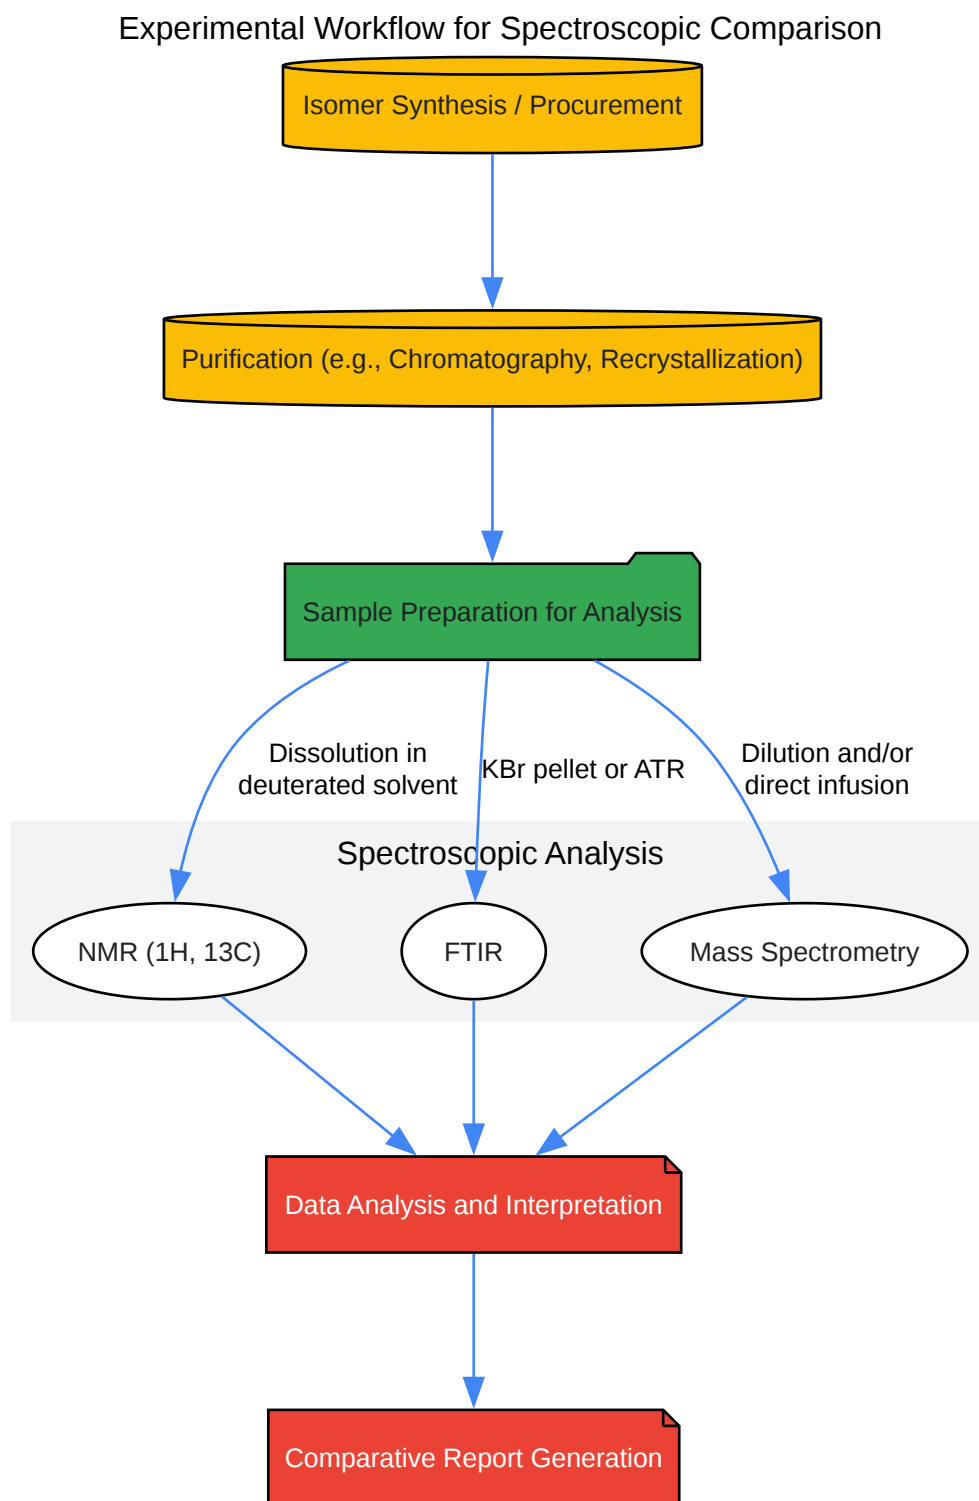 Experimental Workflow for Spectroscopic Comparison
Isomer Synthesis / Procurement
Purification (e.g., Chromatography, Recrystallization)
Sample Preparation for Analysis
Dissolution in
deuterated solvent
KBr pellet or ATR
Dilution and/or
direct infusion
Spectroscopic Analysis
NMR (1H, 13C)
FTIR
Mass Spectrometry
Data Analysis and Interpretation
Comparative Report Generation